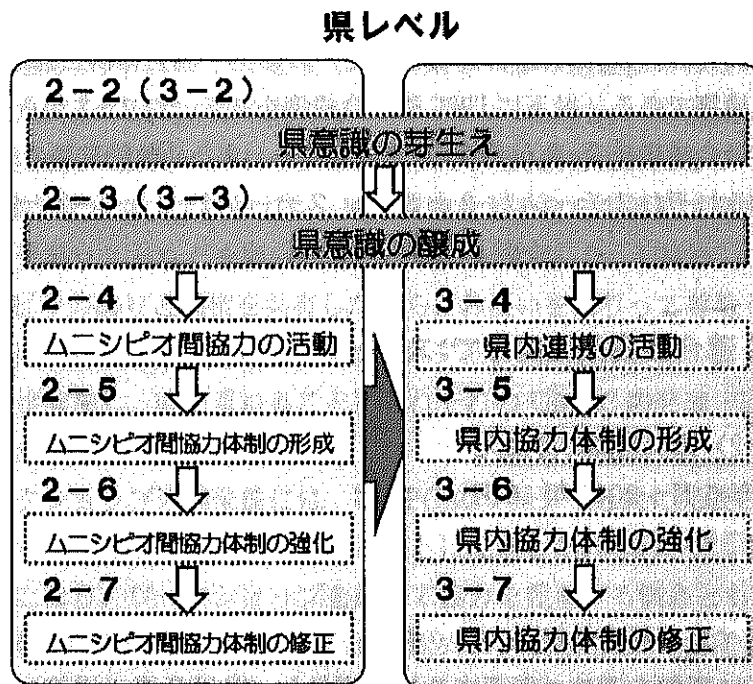 県レベル
2-2(3-2)
県意識の芽生え
2-3(3-3)
県意識の醸成
2-4
ムニシピオ間協力の活動
2-5
ムニシピオ間協力体制の形成
2-6
ムニシピオ間協力体制の強化
2-7
ムニシピオ間協力体制の修正
3-4
県内連携の活動
3-5
県内協力体制の形成
3-6
県内協力体制の強化
3-7
県内協力体制の修正